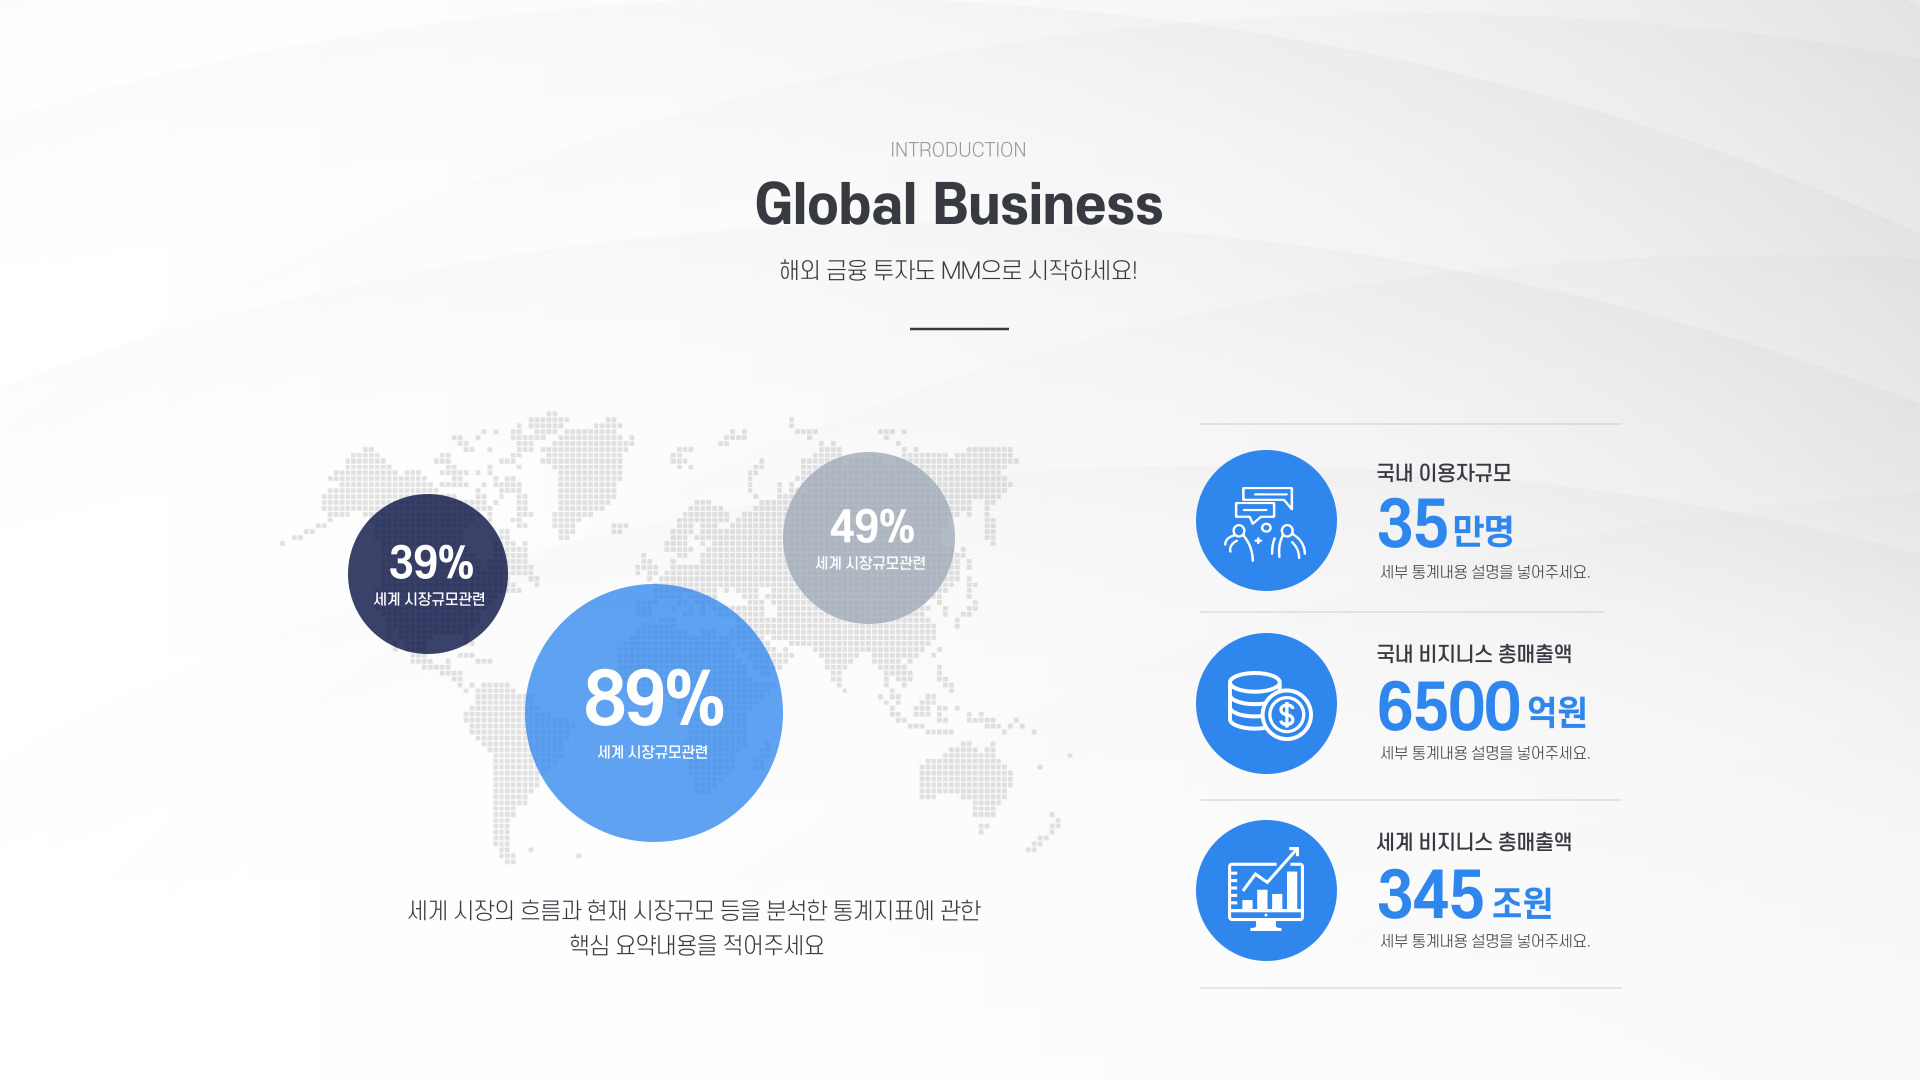 INTRODUCTION
Global Business
해외 금융 투자도 MM으로 시작하세요!
39%
세계 시장규모관련
89%
세계 시장규모관련
49%
세계 시장규모관련
세게 시장의 흐름과 현재 시장규모 등을 분석한 통계지표에 관한
핵심 요약내용을 적어주세요
국내 이용자규모
35 만명
세부 통계내용 설명을 넣어주세요.
국내 비지니스 총매출액
6500 억원
세부 통계내용 설명을 넣어주세요.
세계 비지니스 총매출액
345 조원
세부 통계내용 설명을 넣어주세요.